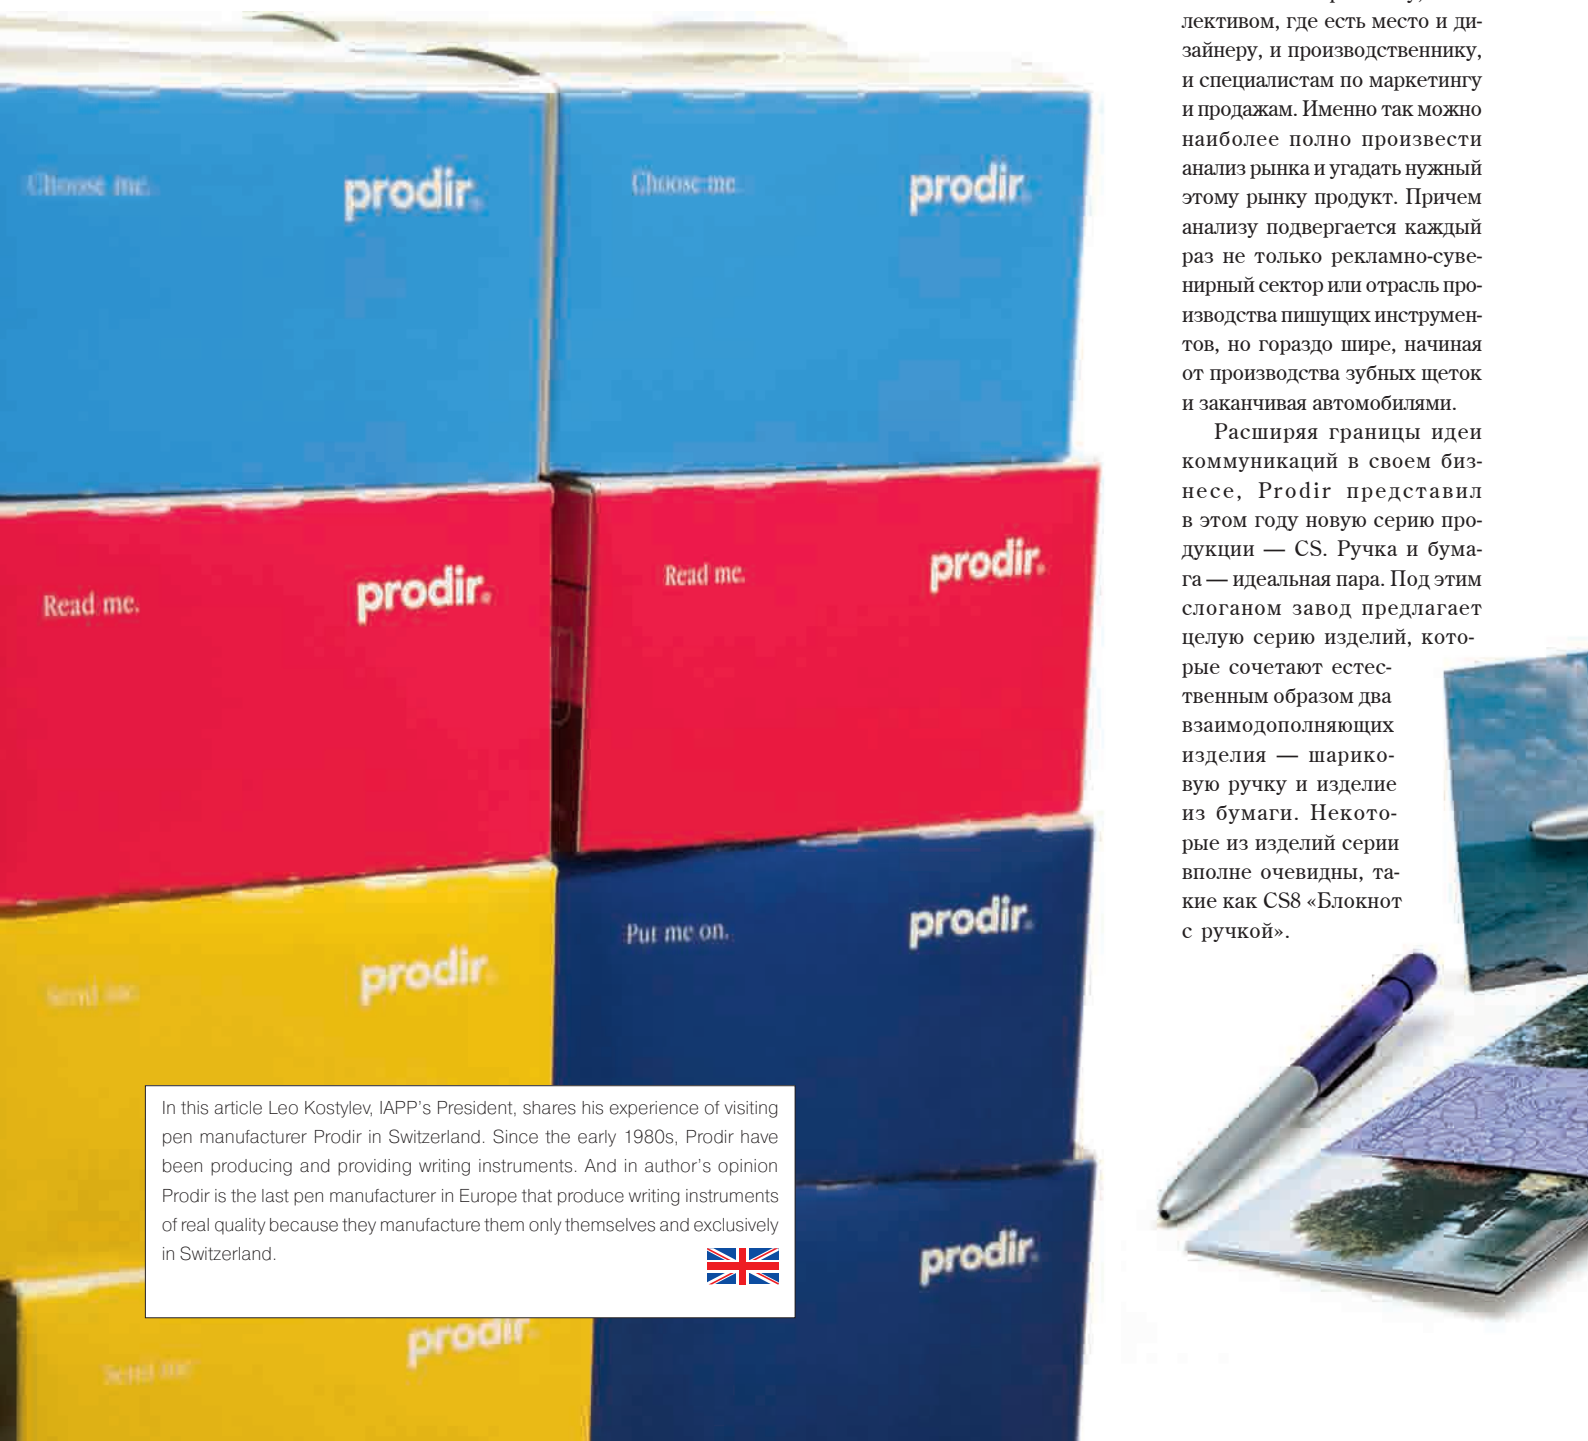 Choose me.
prodir
Choose me.
prodir
Read me.
prodir
Read me.
prodir
Send me.
prodir
Put me on.
prodir
prodir
Send me.
prodir
In this article Leo Kostylev, IAPP's President, shares his experience of visiting
pen manufacturer Prodir in Switzerland. Since the early 1980s, Prodir have
been producing and providing writing instruments. And in author's opinion
Prodir is the last pen manufacturer in Europe that produce writing instruments
of real quality because they manufacture them only themselves and exclusively
in Switzerland.
лективом, где есть место и ди-
зайнеру, и производственнику,
и специалистам по маркетингу
и продажам. Именно так можно
наиболее полно произвести
анализ рынка и угадать нужный
этому рынку продукт. Причем
анализу подвергается каждый
раз не только рекламно-суве-
нирный сектор или отрасль про-
изводства пишущих инструмен-
тов, но гораздо шире, начиная
от производства зубных щеток
и заканчивая автомобилями.
Расширяя границы идеи
коммуникаций в своем биз-
несе, Prodir представил
в этом году новую серию про-
дукции — CS. Ручка и бума-
га — идеальная пара. Под этим
слоганом завод предлагает
целую серию изделий, кото-
рые сочетают естес-
твенным образом два
взаимодополняющих
изделия — шарико-
вую ручку и изделие
из бумаги. Некото-
рые из изделий серии
вполне очевидны, та-
кие как CS8 «Блокнот
с ручкой».